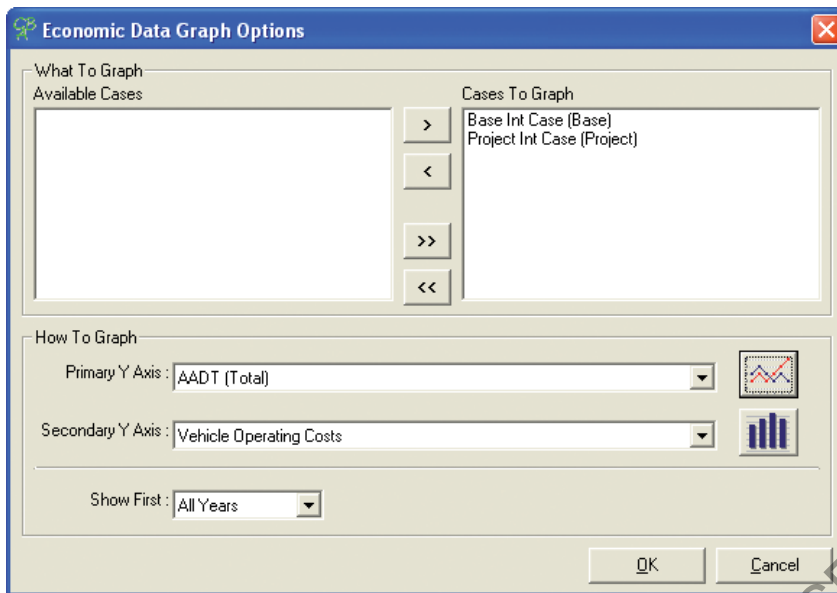 Economic Data Graph Options
What To Graph
Available Cases
Cases To Graph
Base Int Case (Base)
Project Int Case (Project)
>
<
>>
<<
How To Graph
Primary Y Axis : AADT (Total)
Secondary Y Axis : Vehicle Operating Costs
Show First : All Years
OK Cancel